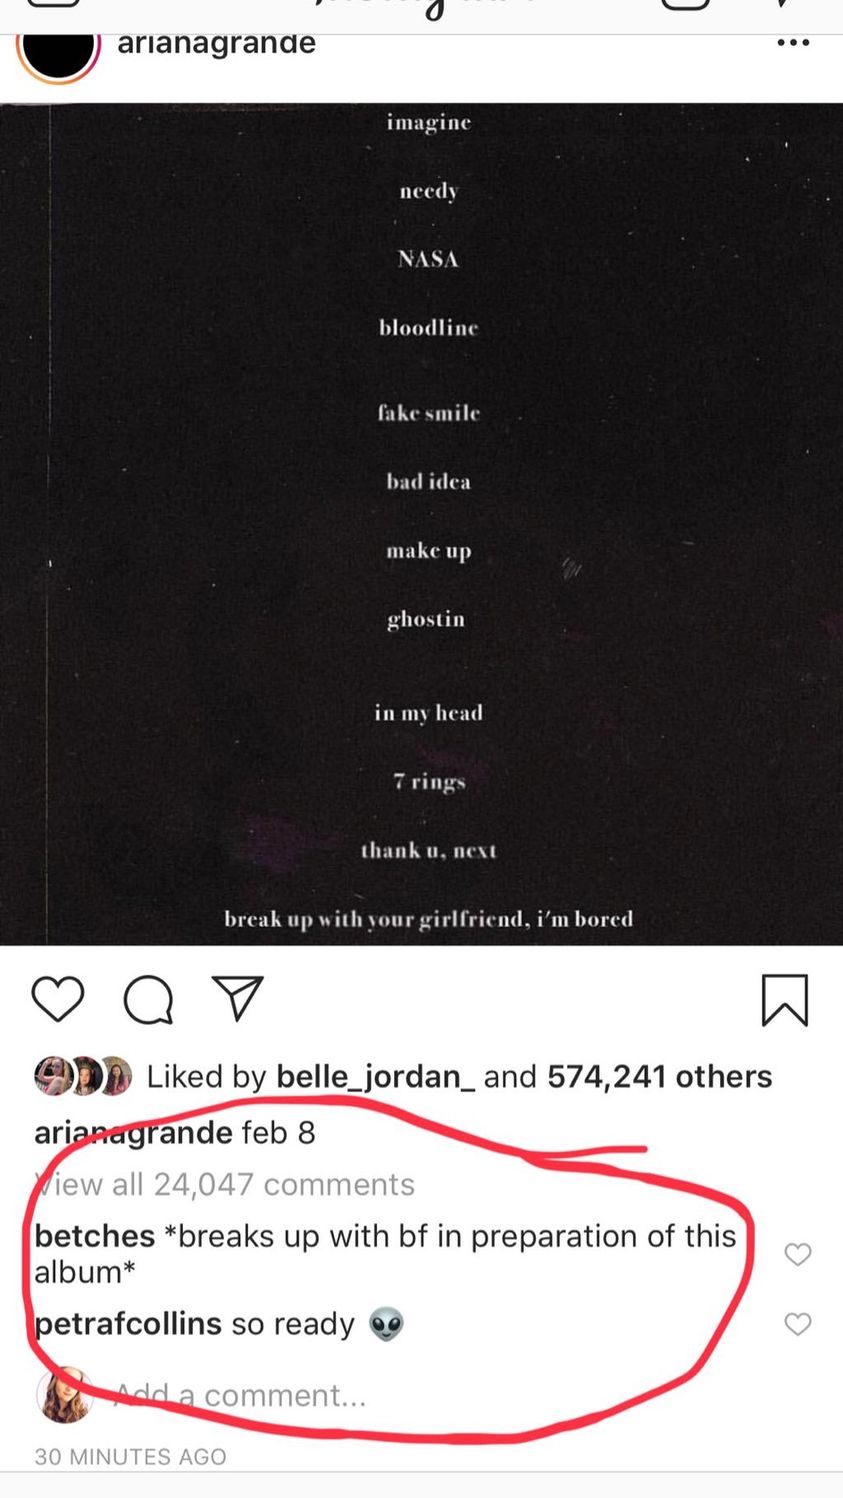 arianagrande
imagine
needy
NASA
bloodline
fake smile
bad idea
make up
ghostin
in my head
7 rings
thank u, next
break up with your girlfriend, i'm bored
Liked by belle_jordan_ and 574,241 others
arianagrande feb 8
View all 24,047 comments
betches *breaks up with bf in preparation of this
album*
petrafcollins so ready 👽
Add a comment...
30 MINUTES AGO